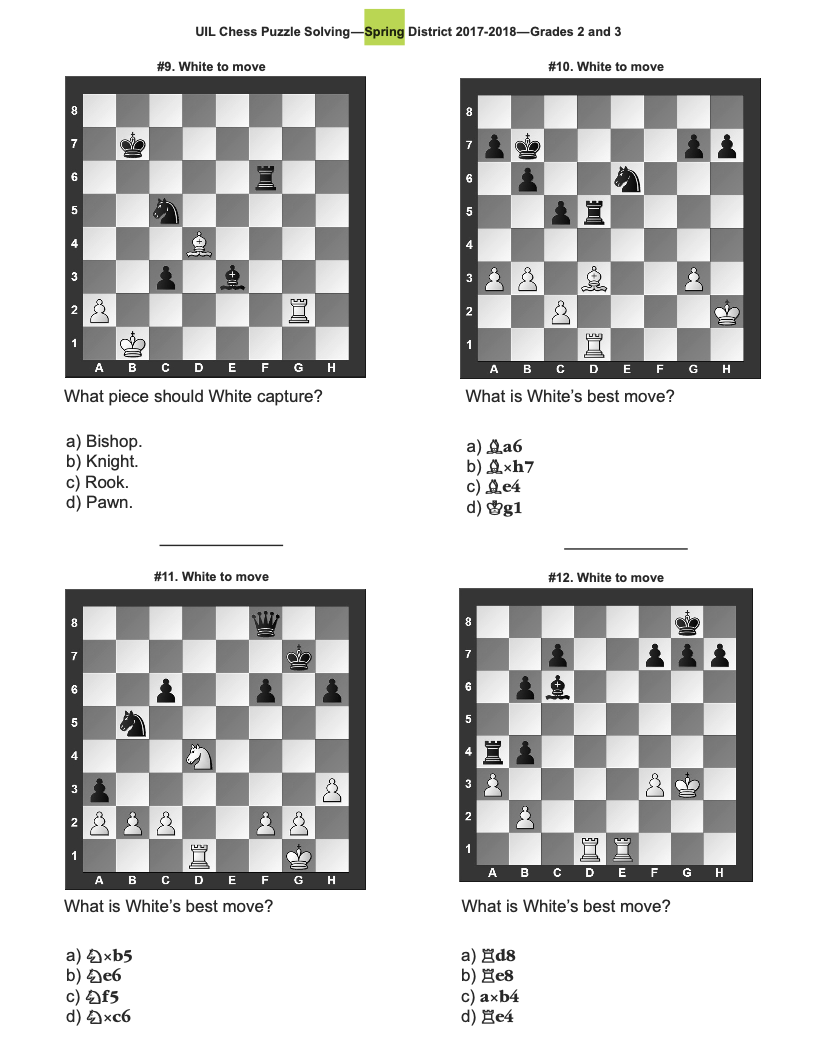 UIL Chess Puzzle Solving—Spring District 2017-2018—Grades 2 and 3
#9. White to move
8
7
6
5
4
3
2
1
A B C D E F G H
What piece should White capture?
a) Bishop.
b) Knight.
c) Rook.
d) Pawn.
#10. White to move
8
7
6
5
4
3
2
1
A B C D E F G H
What is White’s best move?
a) ♗a6
b) ♗×h7
c) ♗e4
d) ♔g1
#11. White to move
8
7
6
5
4
3
2
1
A B C D E F G H
What is White’s best move?
a) ♘×b5
b) ♘e6
c) ♘f5
d) ♘×c6
#12. White to move
8
7
6
5
4
3
2
1
A B C D E F G H
What is White’s best move?
a) ♖d8
b) ♖e8
c) a×b4
d) ♖e4